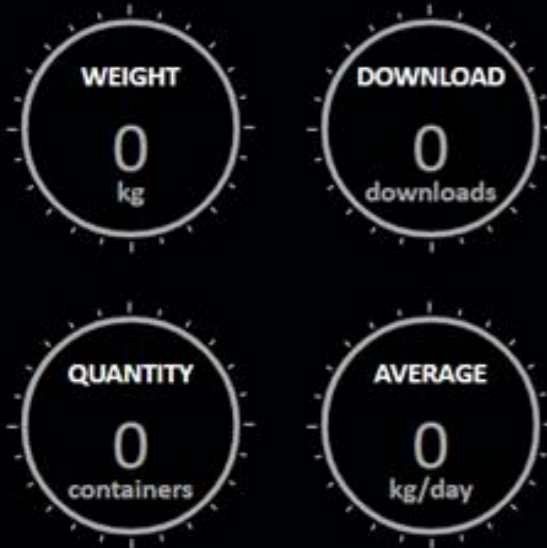 WEIGHT
0
kg
DOWNLOAD
0
downloads
QUANTITY
0
containers
AVERAGE
0
kg/day